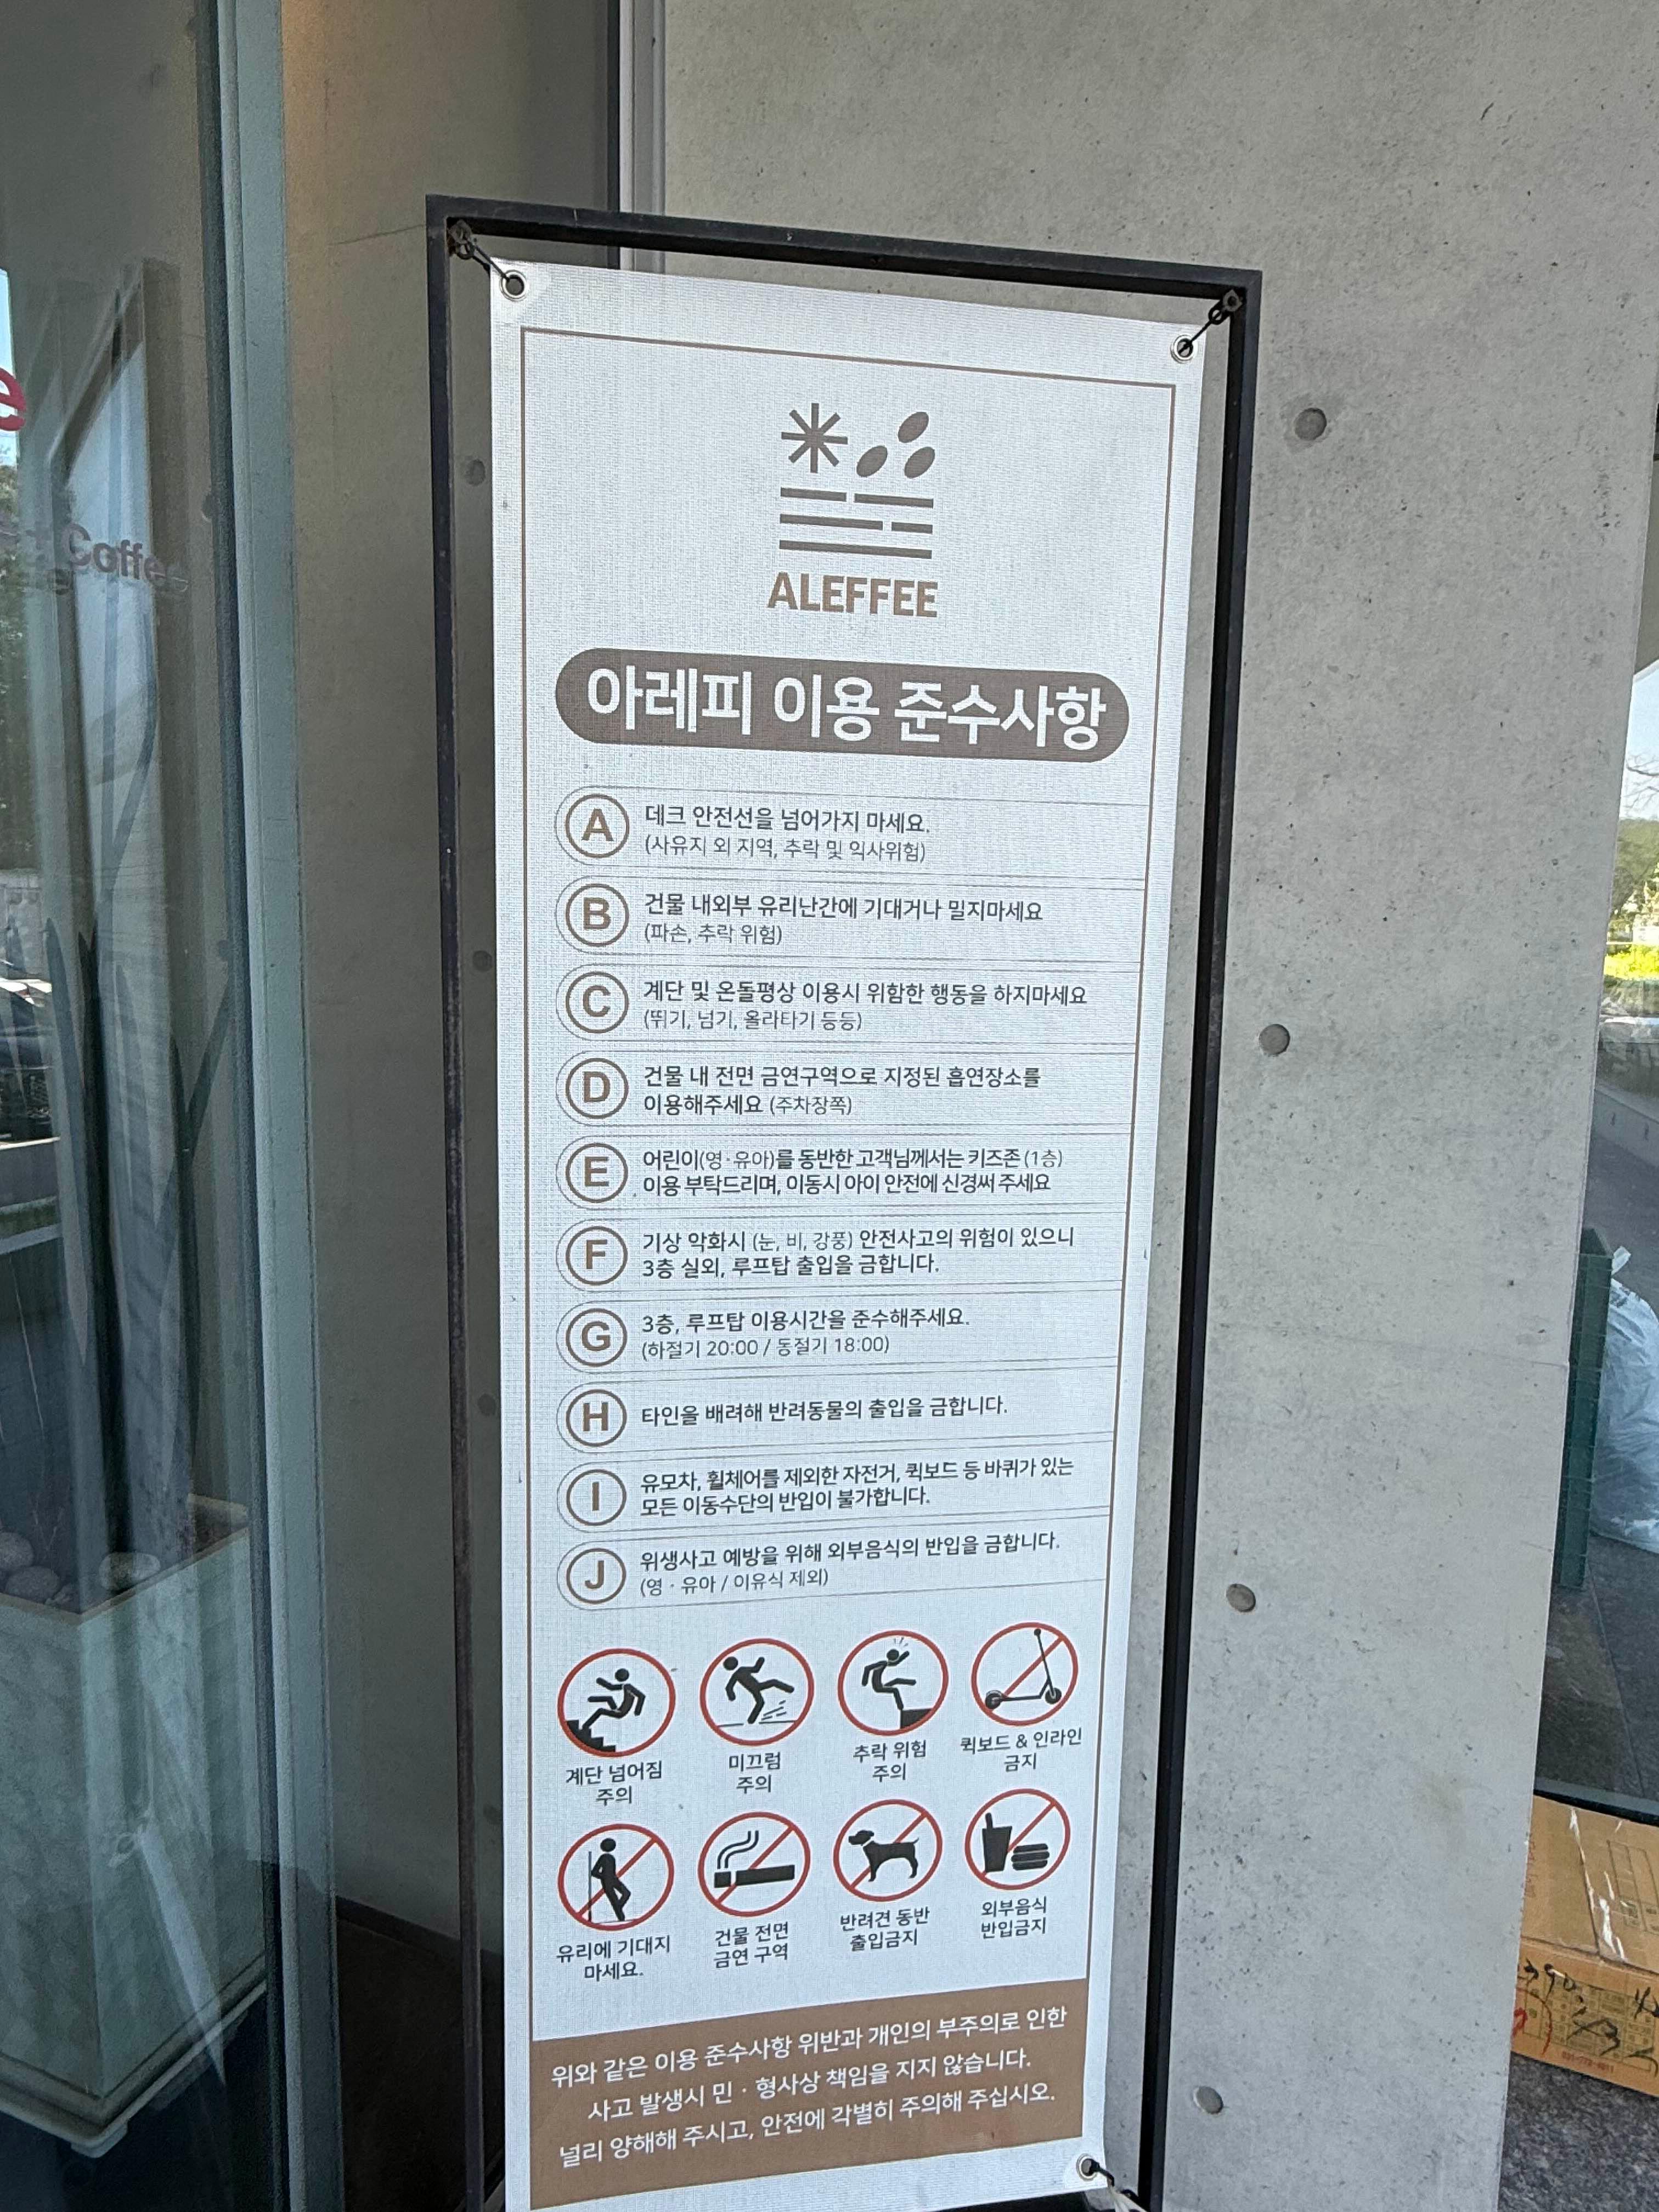 e
Coffee
ALEFFEE
아레피 이용 준수사항
A
데크 안전선을 넘어가지 마세요.
(사유지 외 지역, 추락 및 익사위험)
B
건물 내외부 유리난간에 기대거나 밀지마세요
(파손, 추락 위험)
C
계단 및 온돌평상 이용시 위함한 행동을 하지마세요
(뛰기, 넘기, 올라타기 등등)
D
건물 내 전면 금연구역으로 지정된 흡연장소를
이용해주세요 (주차장쪽)
E
어린이(영·유아)를 동반한 고객님께서는 키즈존 (1층)
이용 부탁드리며, 이동시 아이 안전에 신경써 주세요
F
기상 악화시 (눈, 비, 강풍) 안전사고의 위험이 있으니
3층 실외, 루프탑 출입을 금합니다.
G
3층, 루프탑 이용시간을 준수해주세요.
(하절기 20:00 / 동절기 18:00)
H
타인을 배려해 반려동물의 출입을 금합니다.
I
유모차, 휠체어를 제외한 자전거, 퀵보드 등 바퀴가 있는
모든 이동수단의 반입이 불가합니다.
J
위생사고 예방을 위해 외부음식의 반입을 금합니다.
(영 · 유아 / 이유식 제외)
계단 넘어짐
주의
미끄럼
주의
추락 위험
주의
퀵보드 & 인라인
금지
유리에 기대지
마세요.
건물 전면
금연 구역
반려견 동반
출입금지
외부음식
반입금지
위와 같은 이용 준수사항 위반과 개인의 부주의로 인한
사고 발생시 민 · 형사상 책임을 지지 않습니다.
널리 양해해 주시고, 안전에 각별히 주의해 주십시오.